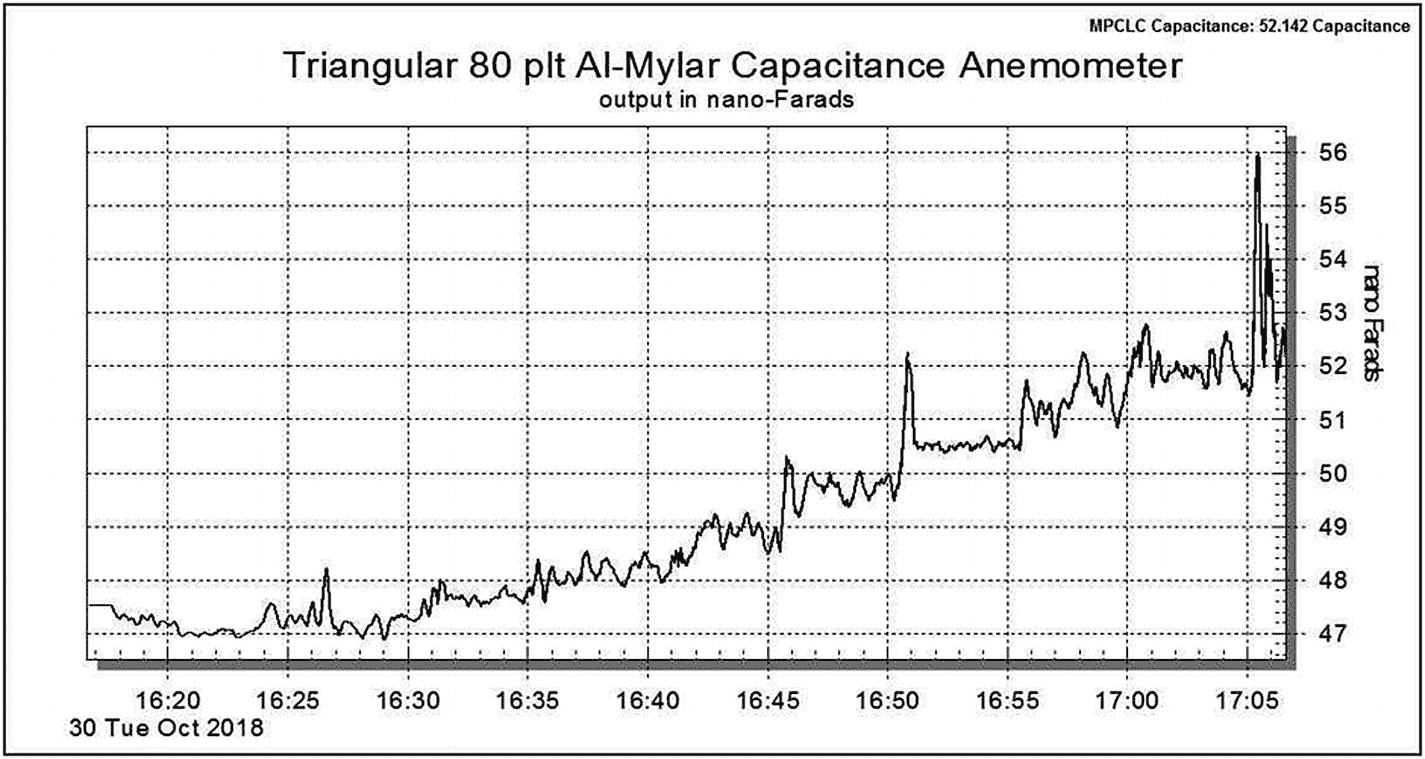 MPCLC Capacitance: 52.142 Capacitance
Triangular 80 plt Al-Mylar Capacitance Anemometer
output in nano-Farads
56
55
54
53
52
51
50
49
48
47
nano Farads
16:20 16:25 16:30 16:35 16:40 16:45 16:50 16:55 17:00 17:05
30 Tue Oct 2018